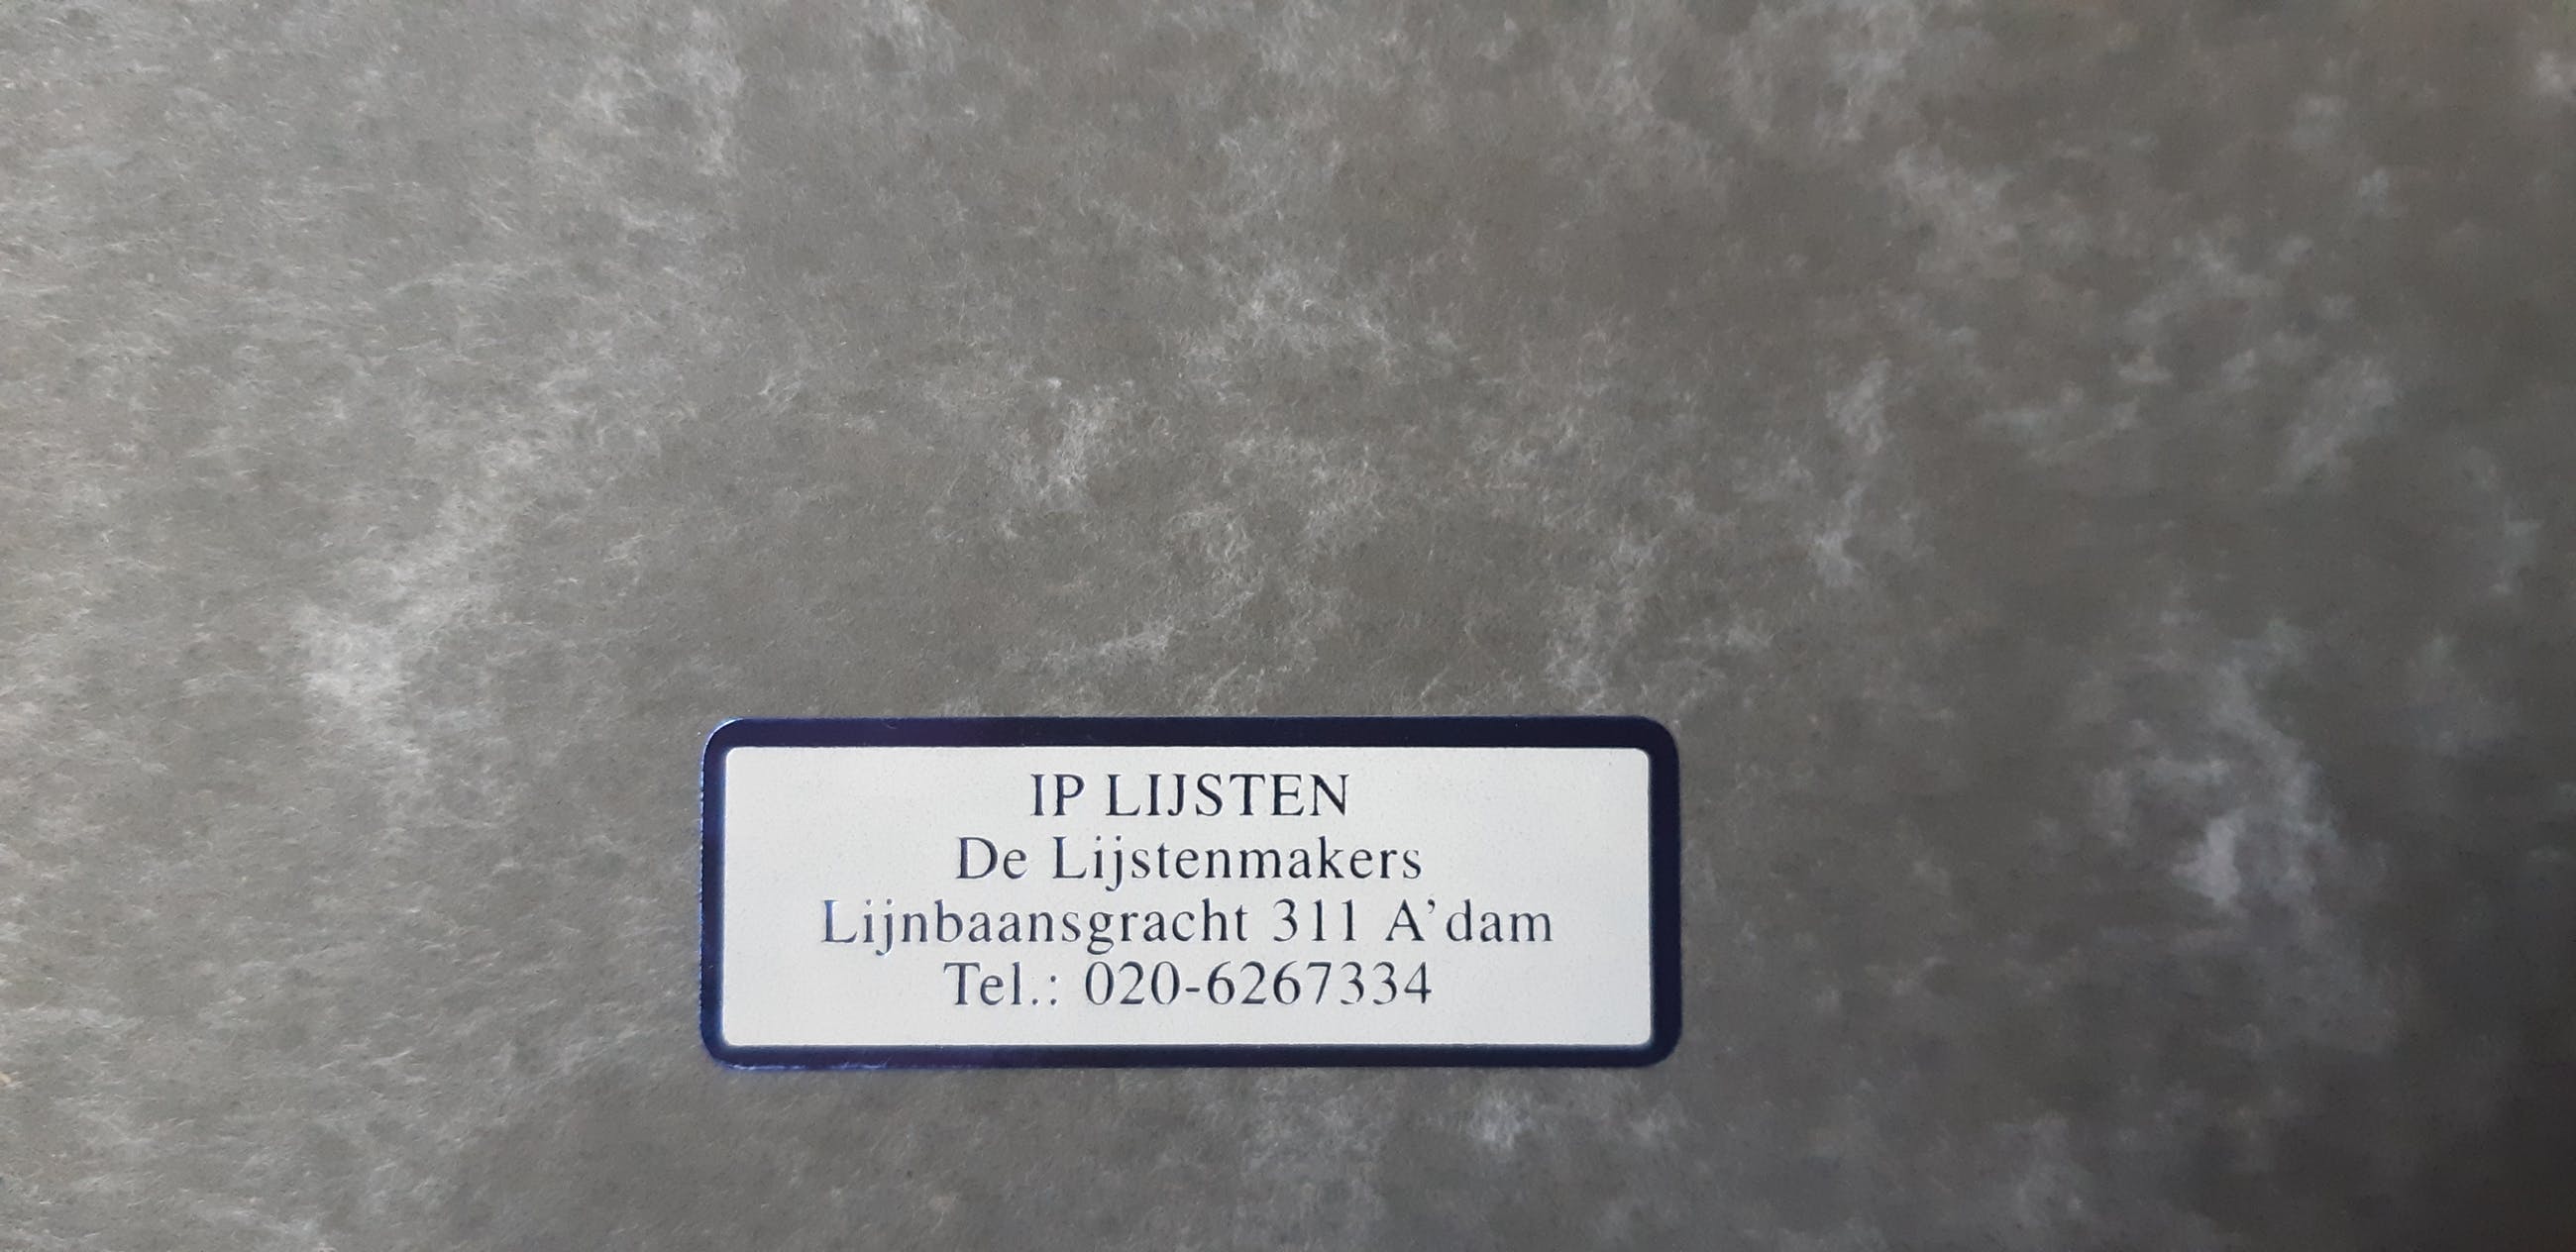 IP LIJSTEN
De Lijstenmakers
Lijnbaansgracht 311 A'dam
Tel.: 020-6267334